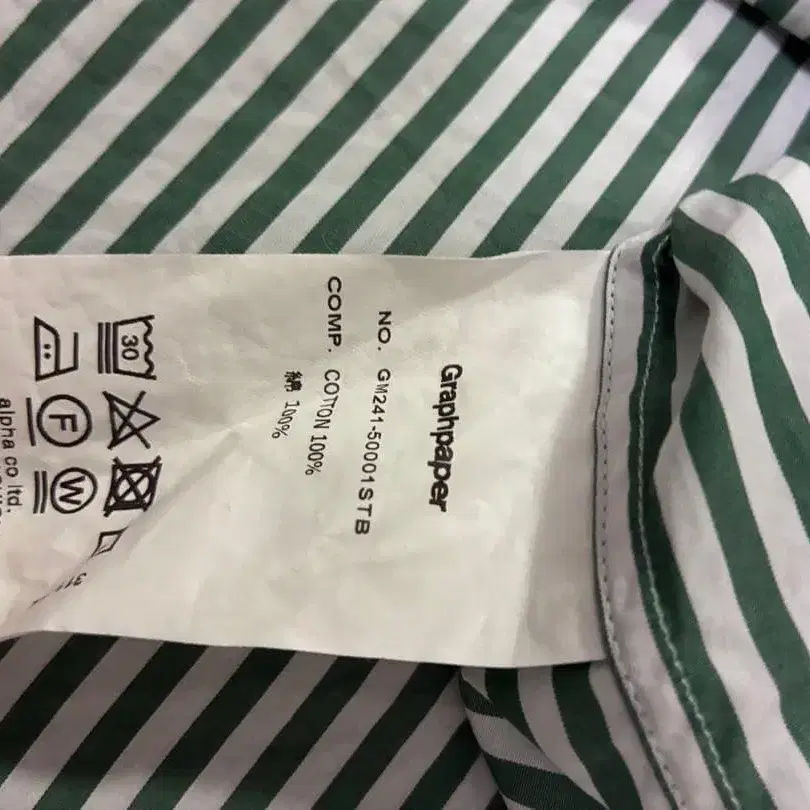 Graphpaper
NO. GM241-50001STB
COMP. COTTON 100%
綿 100%
30
F W
alpha co ltd.